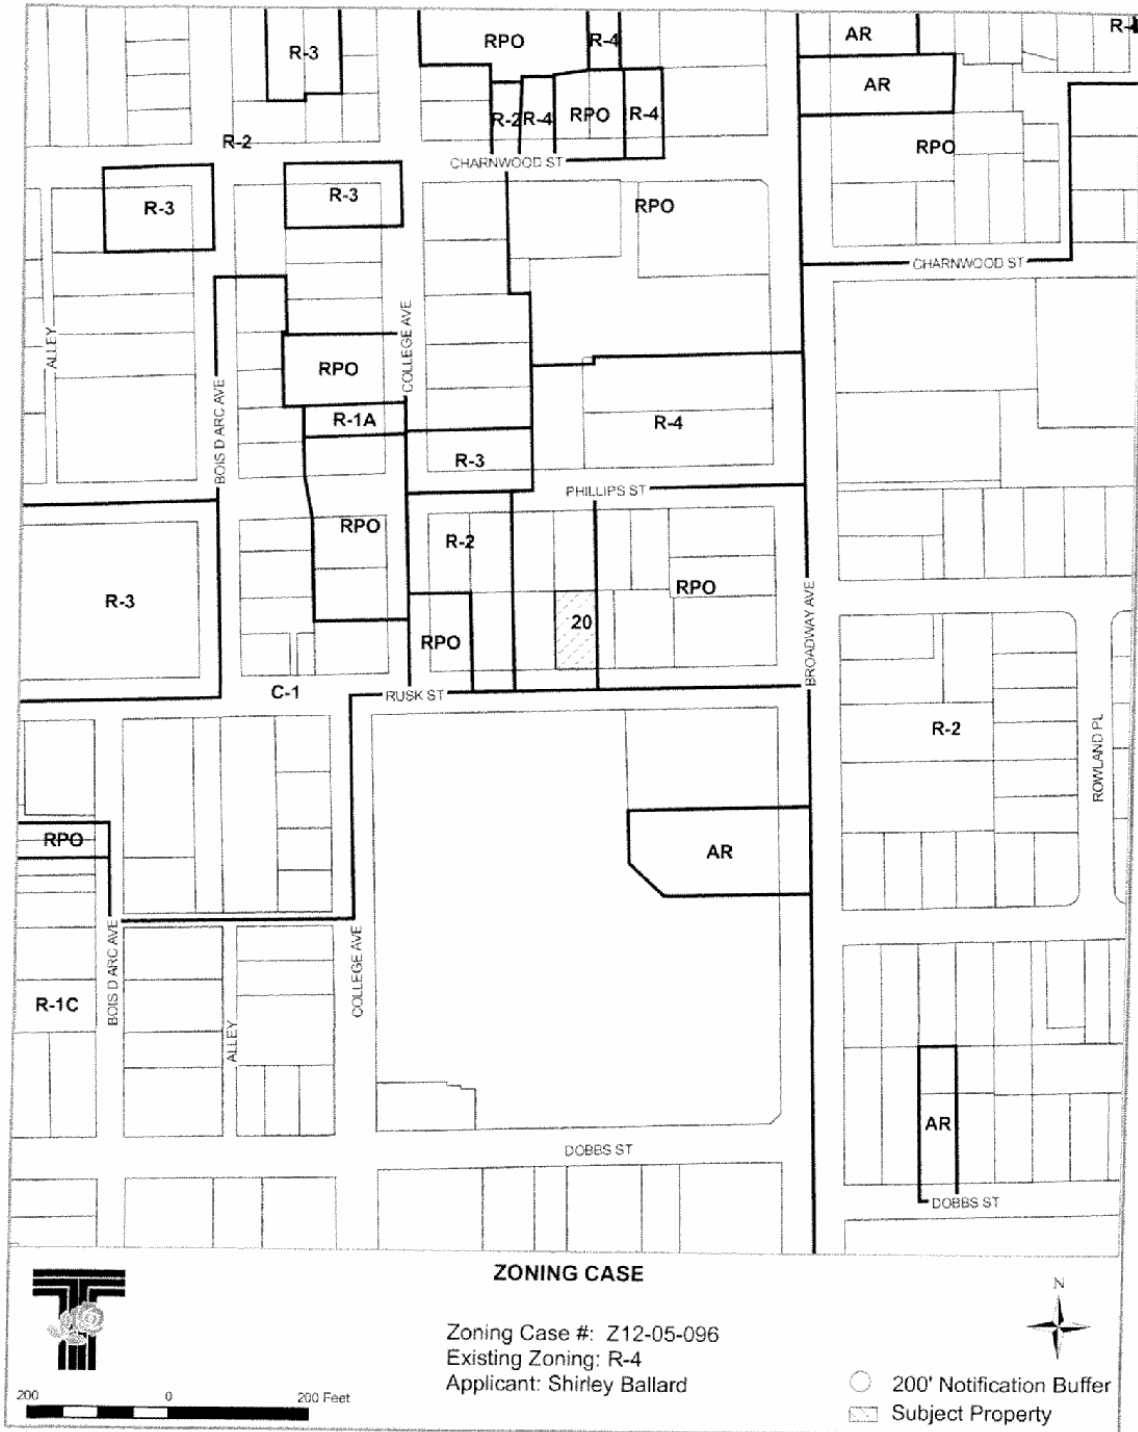 R-3
RPO
R-4
AR
R-4
AR
R-2
R-4
RPO
R-4
R-2
RPO
CHARNWOOD ST
R-3
R-3
RPO
CHARNWOOD ST
ALLEY
COLLEGE AVE
RPO
BOIS D ARC AVE
R-1A
R-4
R-3
PHILLIPS ST
RPO
R-2
R-3
RPO
BROADWAY AVE
20
RPO
C-1
RUSK ST
R-2
ROWLAND PL
RPO
AR
BOIS D ARC AVE
COLLEGE AVE
R-1C
ALLEY
AR
DOBBS ST
DOBBS ST
ZONING CASE
N
T
Zoning Case #: Z12-05-096
Existing Zoning: R-4
Applicant: Shirley Ballard
200' Notification Buffer
Subject Property
200 0 200 Feet